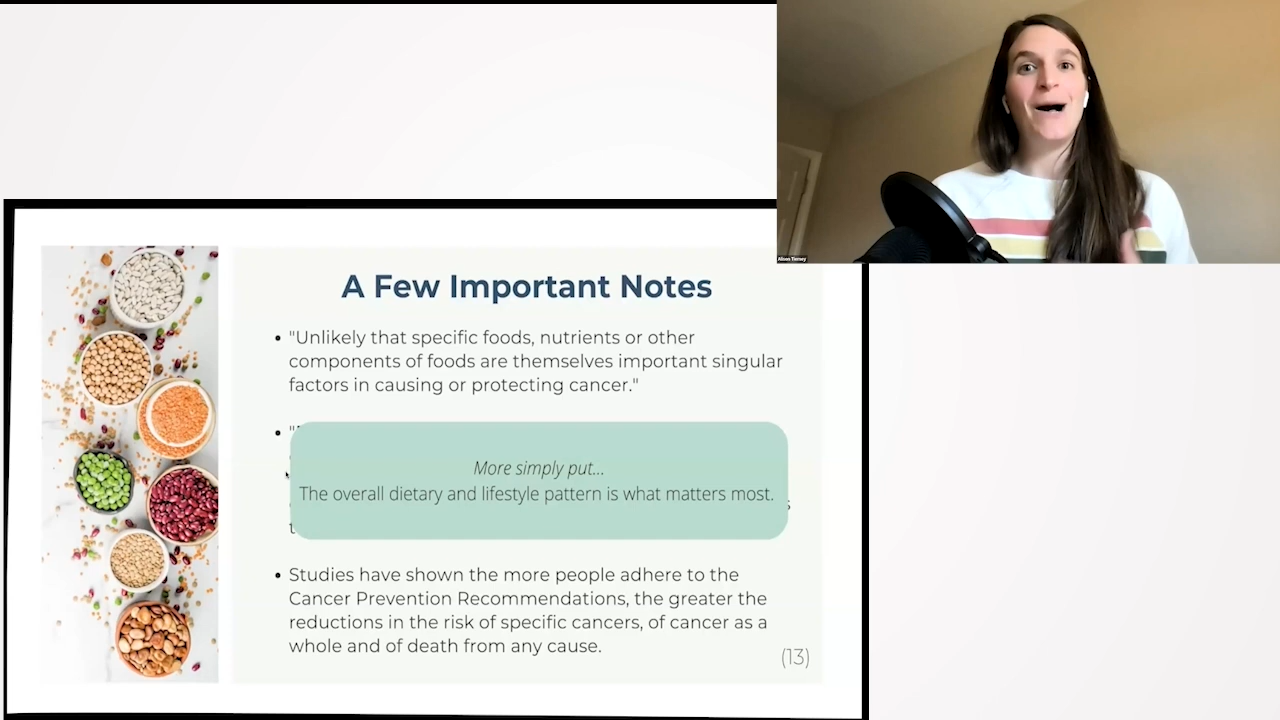 Alison Tierney
A Few Important Notes
• "Unlikely that specific foods, nutrients or other
components of foods are themselves important singular
factors in causing or protecting cancer."
• "
More simply put...
The overall dietary and lifestyle pattern is what matters most.
• Studies have shown the more people adhere to the
Cancer Prevention Recommendations, the greater the
reductions in the risk of specific cancers, of cancer as a
whole and of death from any cause.
(13)